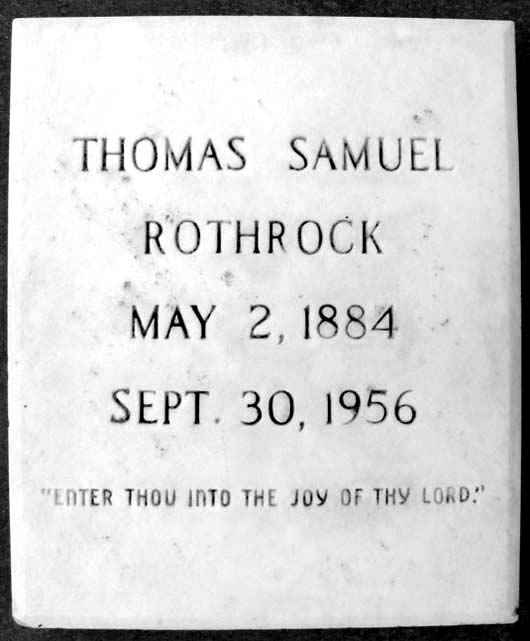 THOMAS SAMUEL
ROTHROCK
MAY 2, 1884
SEPT. 30, 1956
"ENTER THOU INTO THE JOY OF THY LORD."